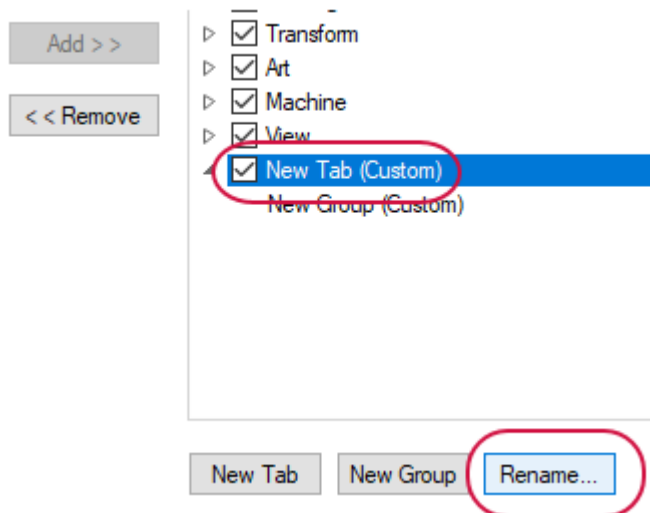 Add > >
Transform
Art
< < Remove
Machine
View
New Tab (Custom)
New Group (Custom)
New Tab
New Group
Rename...